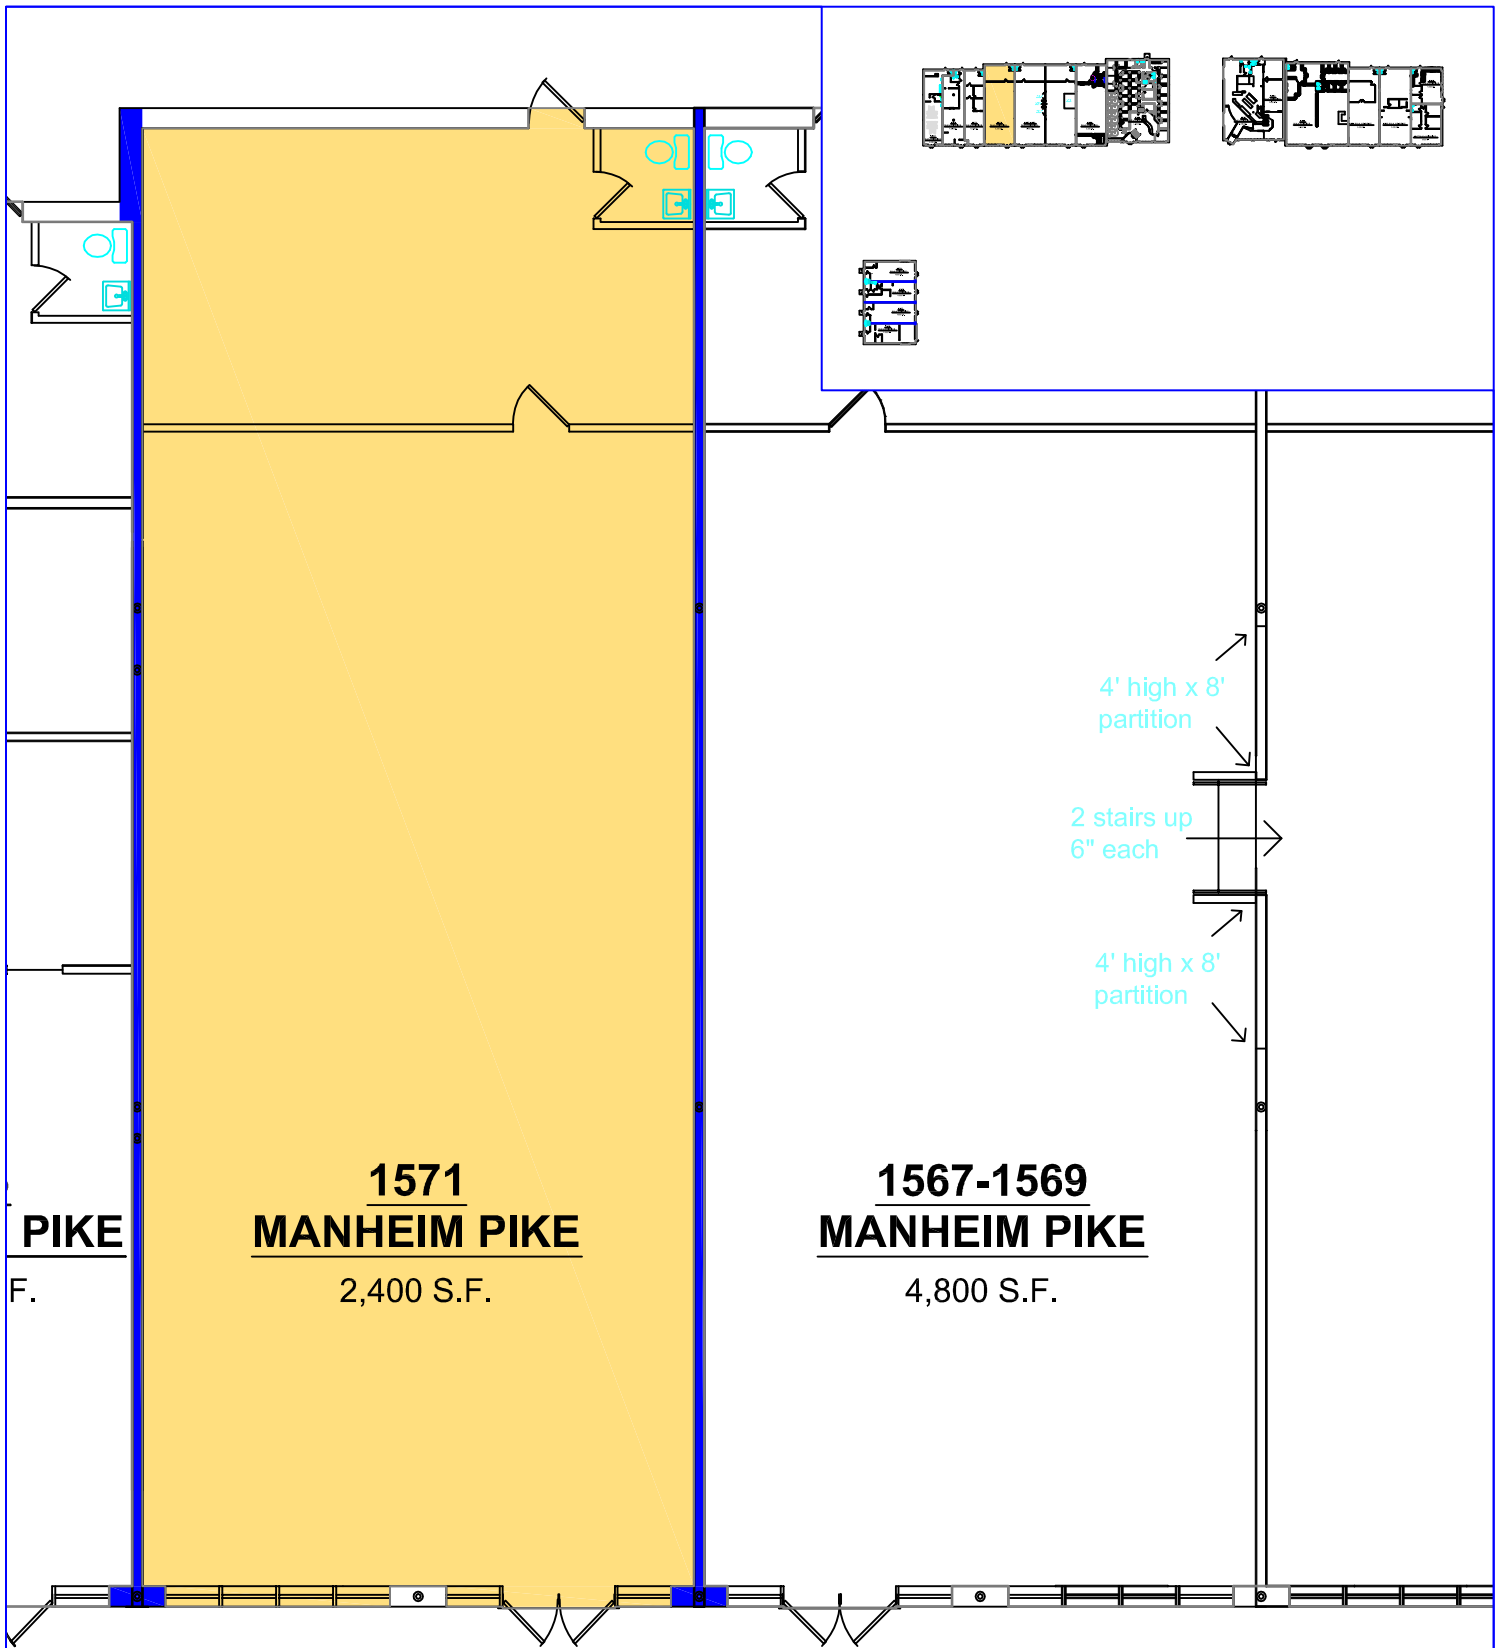 4' high x 8'
partition
2 stairs up
6" each
4' high x 8'
partition
1571
MANHEIM PIKE
2,400 S.F.
1567-1569
MANHEIM PIKE
4,800 S.F.
PIKE
F.